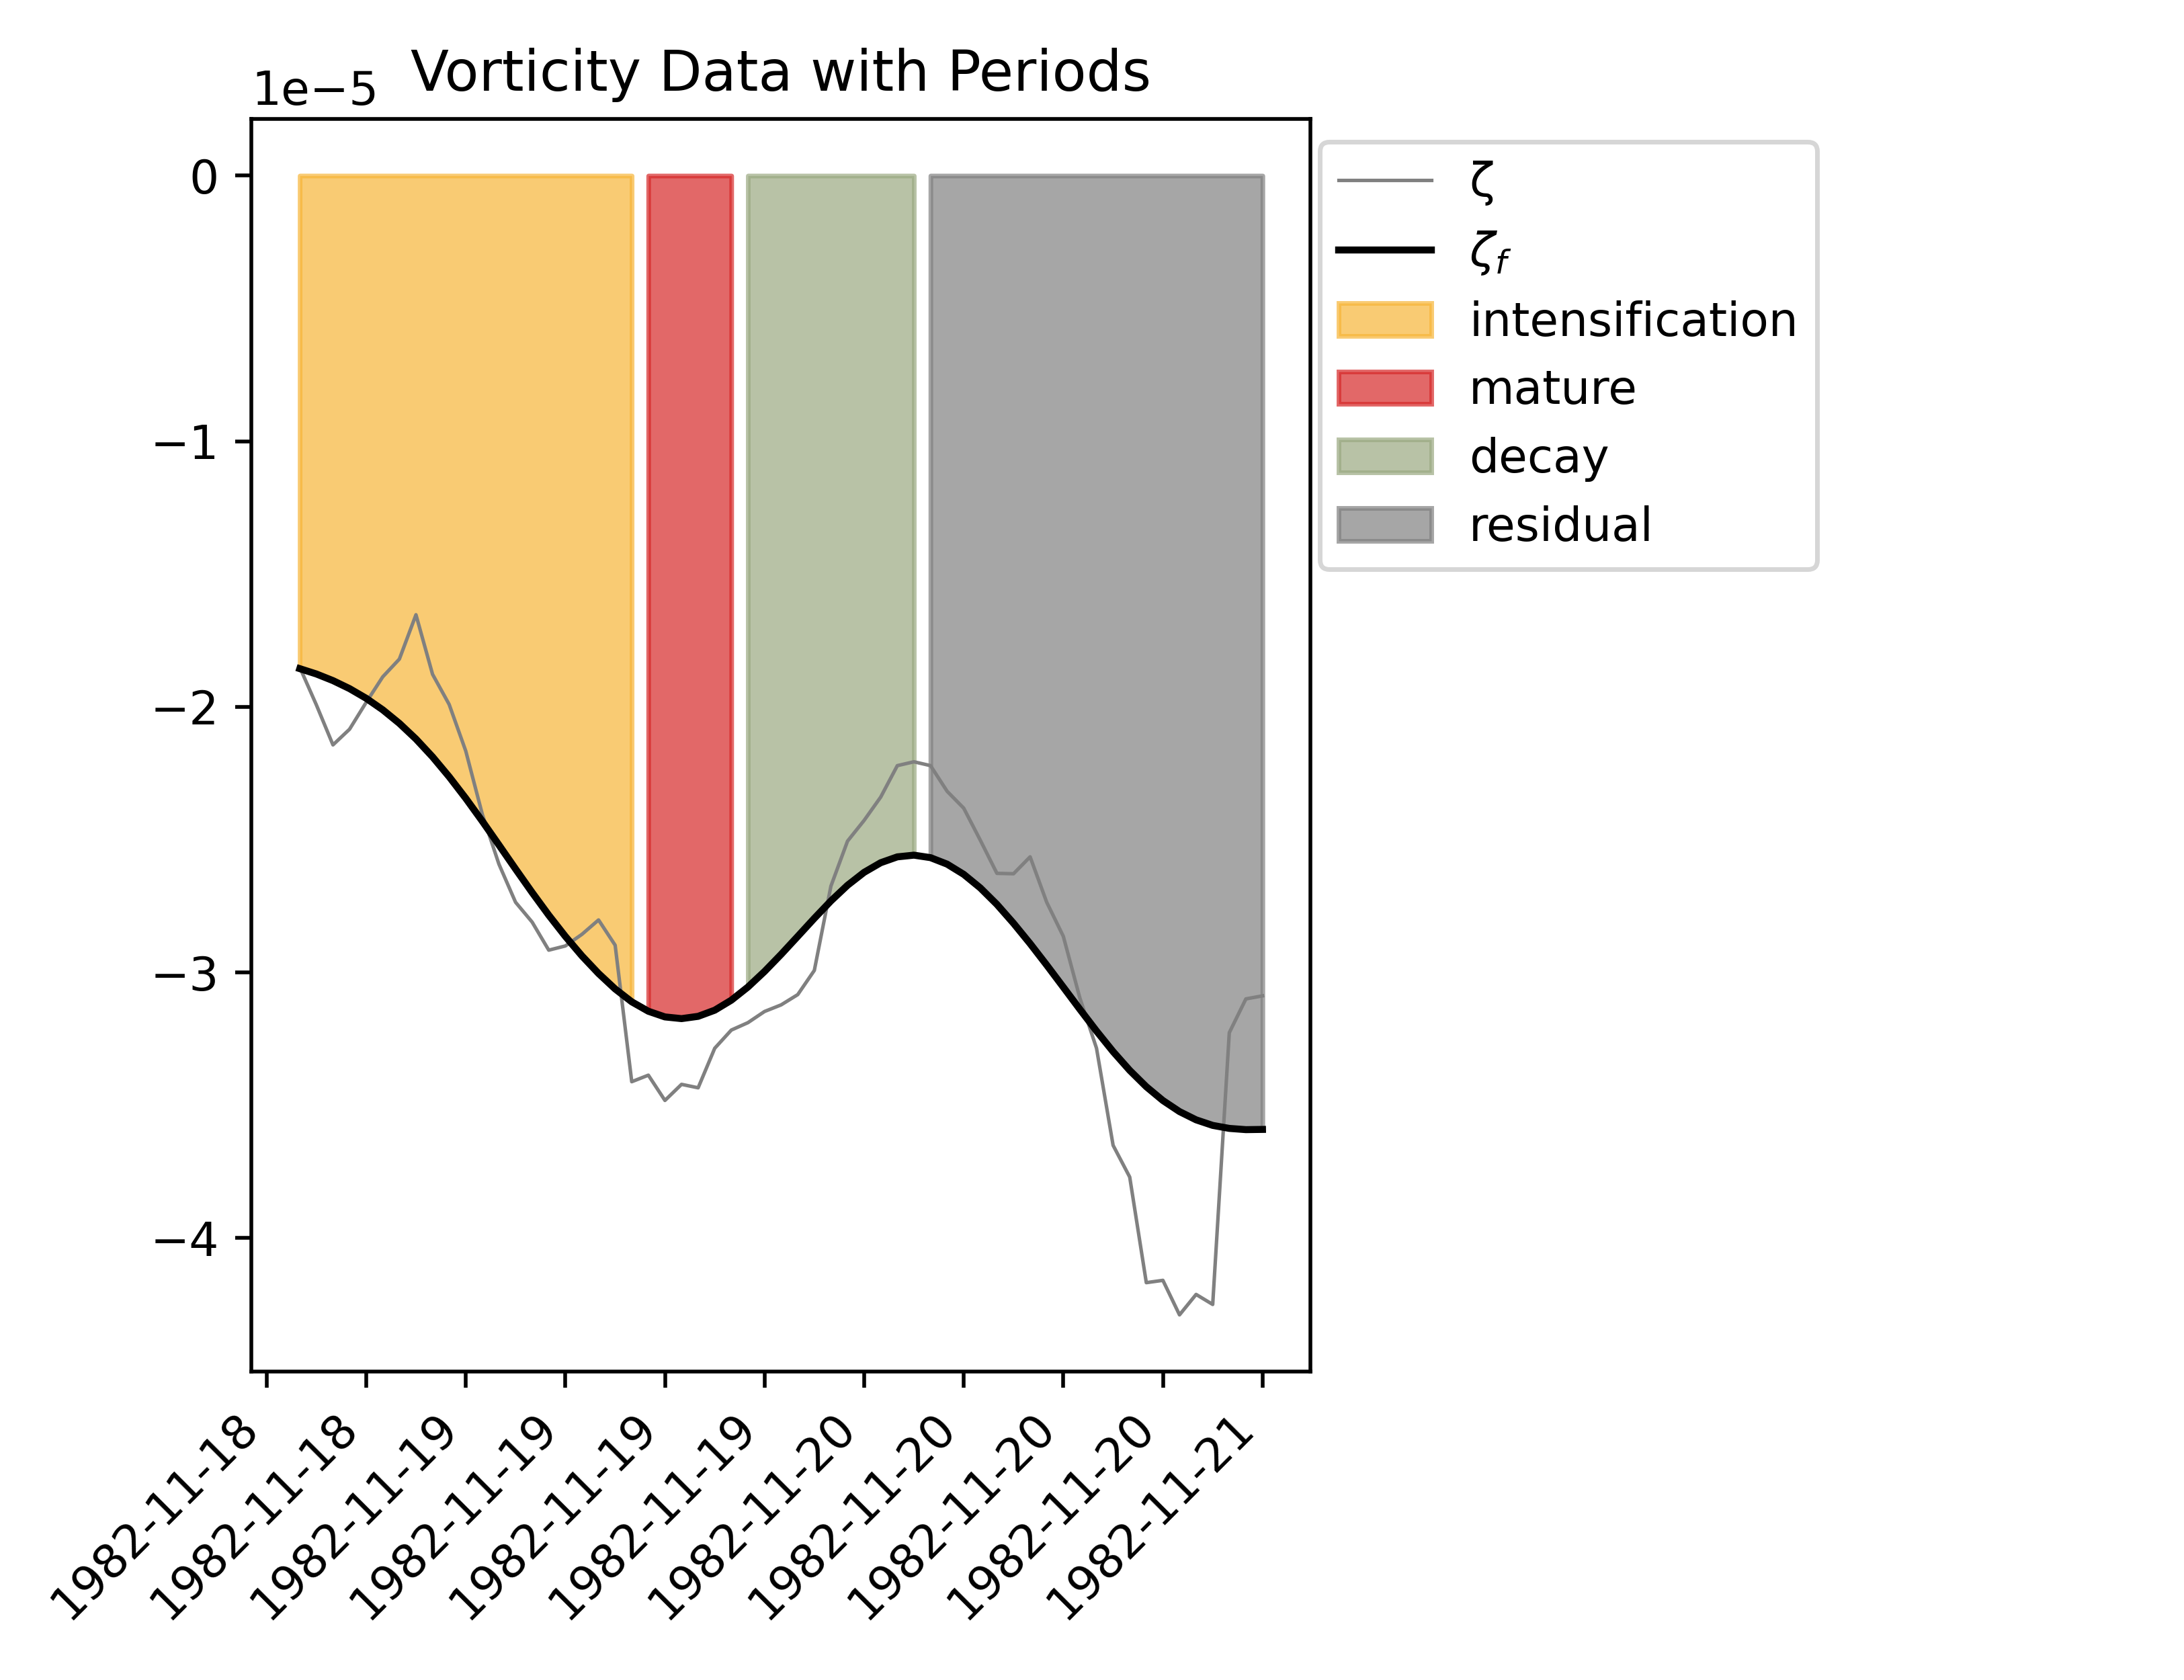 Vorticity Data with Periods
1e−5
0
−1
−2
−3
−4
1982-11-18
1982-11-18
1982-11-19
1982-11-19
1982-11-19
1982-11-19
1982-11-20
1982-11-20
1982-11-20
1982-11-20
1982-11-21
ζ
ζf
intensification
mature
decay
residual